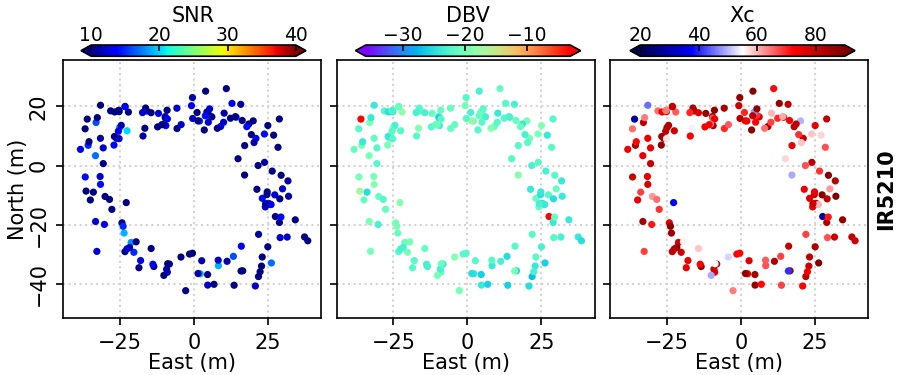 SNR DBV Xc
10 20 30 40 −30 −20 −10 20 40 60 80
20
0
−20
−40
North (m)
IR5210
−25 0 25 −25 0 25 −25 0 25
East (m) East (m) East (m)